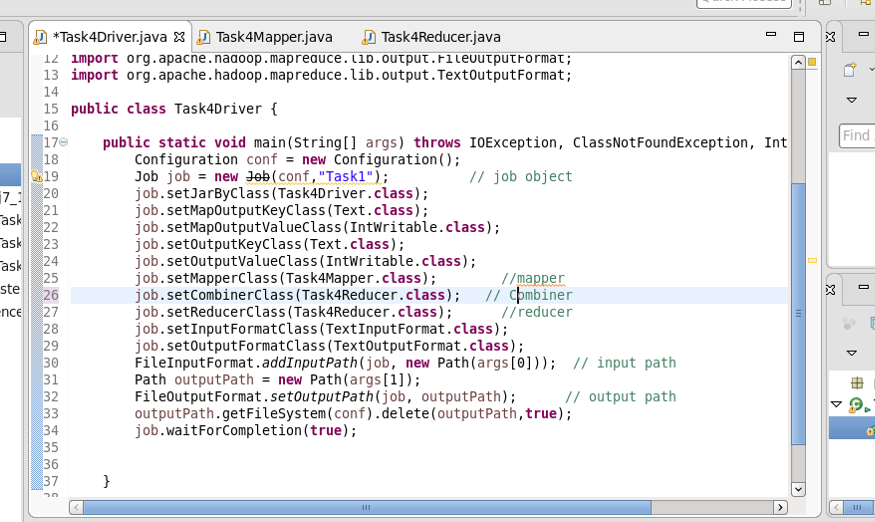 *Task4Driver.java
Task4Mapper.java
Task4Reducer.java
12 import org.apache.hadoop.mapreduce.lib.output.FileOutputFormat;
13 import org.apache.hadoop.mapreduce.lib.output.TextOutputFormat;
14
15 public class Task4Driver {
16
17 public static void main(String[] args) throws IOException, ClassNotFoundException, Int
18 Configuration conf = new Configuration();
19 Job job = new Job(conf,"Task1"); // job object
20 job.setJarByClass(Task4Driver.class);
21 job.setMapOutputKeyClass(Text.class);
22 job.setMapOutputValueClass(IntWritable.class);
23 job.setOutputKeyClass(Text.class);
24 job.setOutputValueClass(IntWritable.class);
25 job.setMapperClass(Task4Mapper.class); //mapper
26 job.setCombinerClass(Task4Reducer.class); // Combiner
27 job.setReducerClass(Task4Reducer.class); //reducer
28 job.setInputFormatClass(TextInputFormat.class);
29 job.setOutputFormatClass(TextOutputFormat.class);
30 FileInputFormat.addInputPath(job, new Path(args[0])); // input path
31 Path outputPath = new Path(args[1]);
32 FileOutputFormat.setOutputPath(job, outputPath); // output path
33 outputPath.getFileSystem(conf).delete(outputPath,true);
34 job.waitForCompletion(true);
35
36
37 }
Find